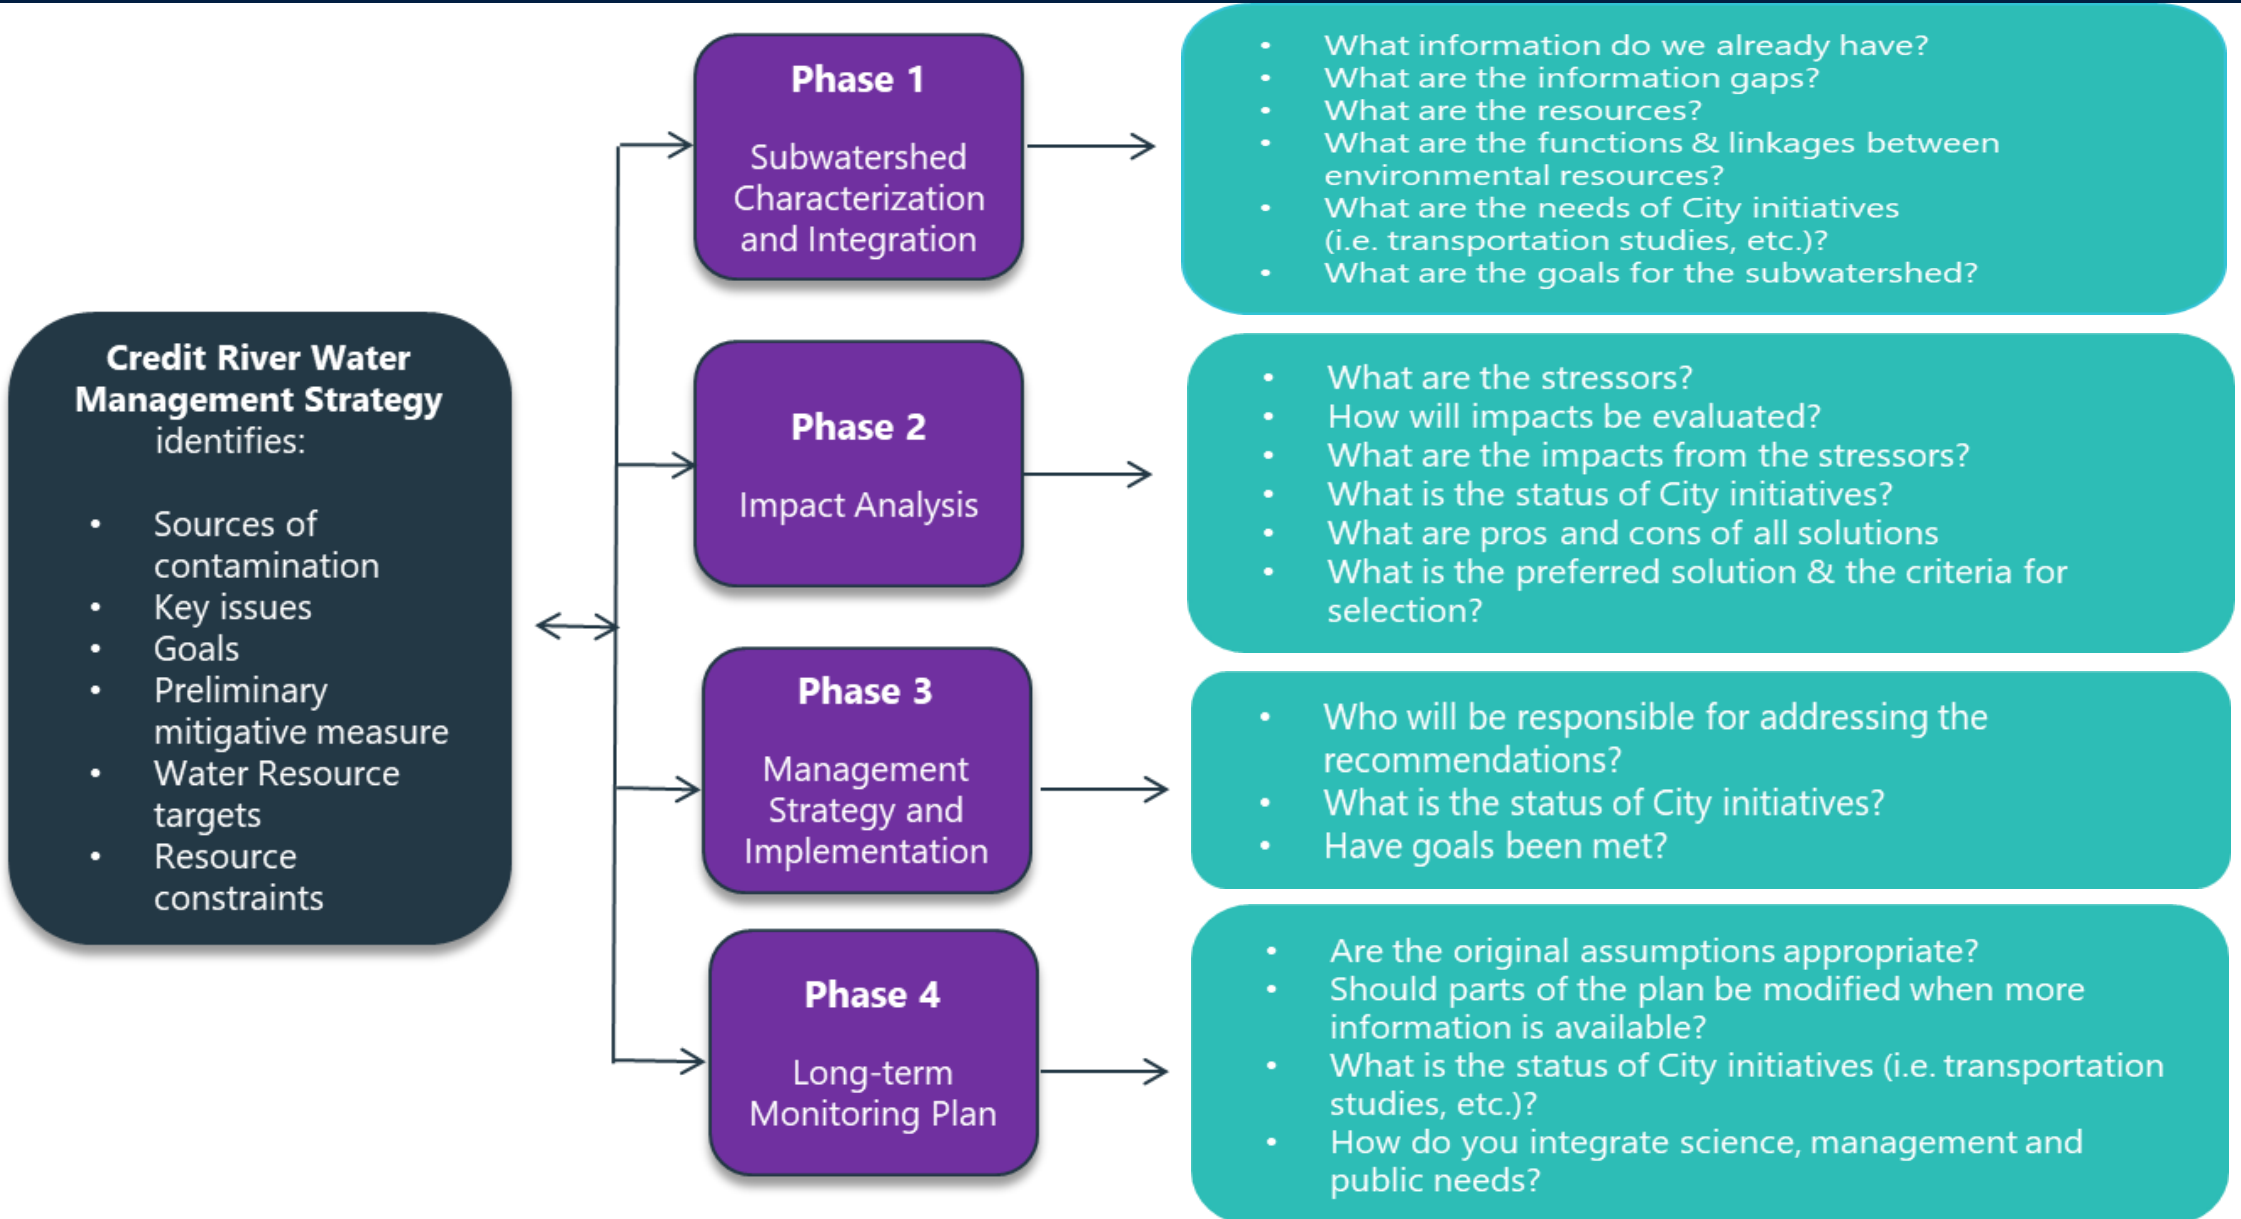 Credit River Water
Management Strategy
identifies:
• Sources of
contamination
• Key issues
• Goals
• Preliminary
mitigative measure
• Water Resource
targets
• Resource
constraints
Phase 1
Subwatershed
Characterization
and Integration
• What information do we already have?
• What are the information gaps?
• What are the resources?
• What are the functions & linkages between
environmental resources?
• What are the needs of City initiatives
(i.e. transportation studies, etc.)?
• What are the goals for the subwatershed?
Phase 2
Impact Analysis
• What are the stressors?
• How will impacts be evaluated?
• What are the impacts from the stressors?
• What is the status of City initiatives?
• What are pros and cons of all solutions
• What is the preferred solution & the criteria for
selection?
Phase 3
Management
Strategy and
Implementation
• Who will be responsible for addressing the
recommendations?
• What is the status of City initiatives?
• Have goals been met?
Phase 4
Long-term
Monitoring Plan
• Are the original assumptions appropriate?
• Should parts of the plan be modified when more
information is available?
• What is the status of City initiatives (i.e. transportation
studies, etc.)?
• How do you integrate science, management and
public needs?